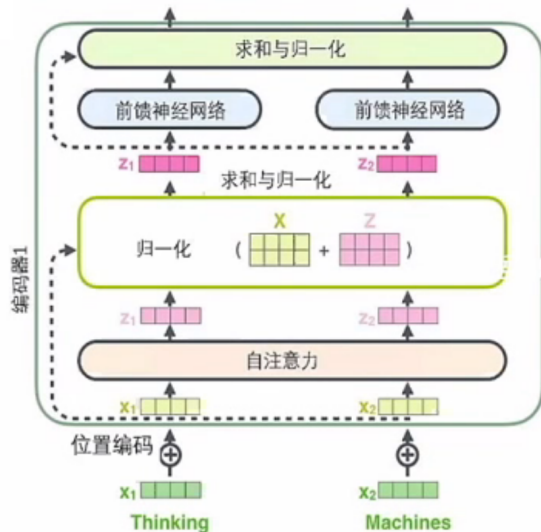 求和与归一化
前馈神经网络 前馈神经网络
z₁ z₂
求和与归一化
X Z
归一化 ( + )
编码器1
z₁ z₂
自注意力
x₁ x₂
位置编码
x₁ x₂
Thinking Machines